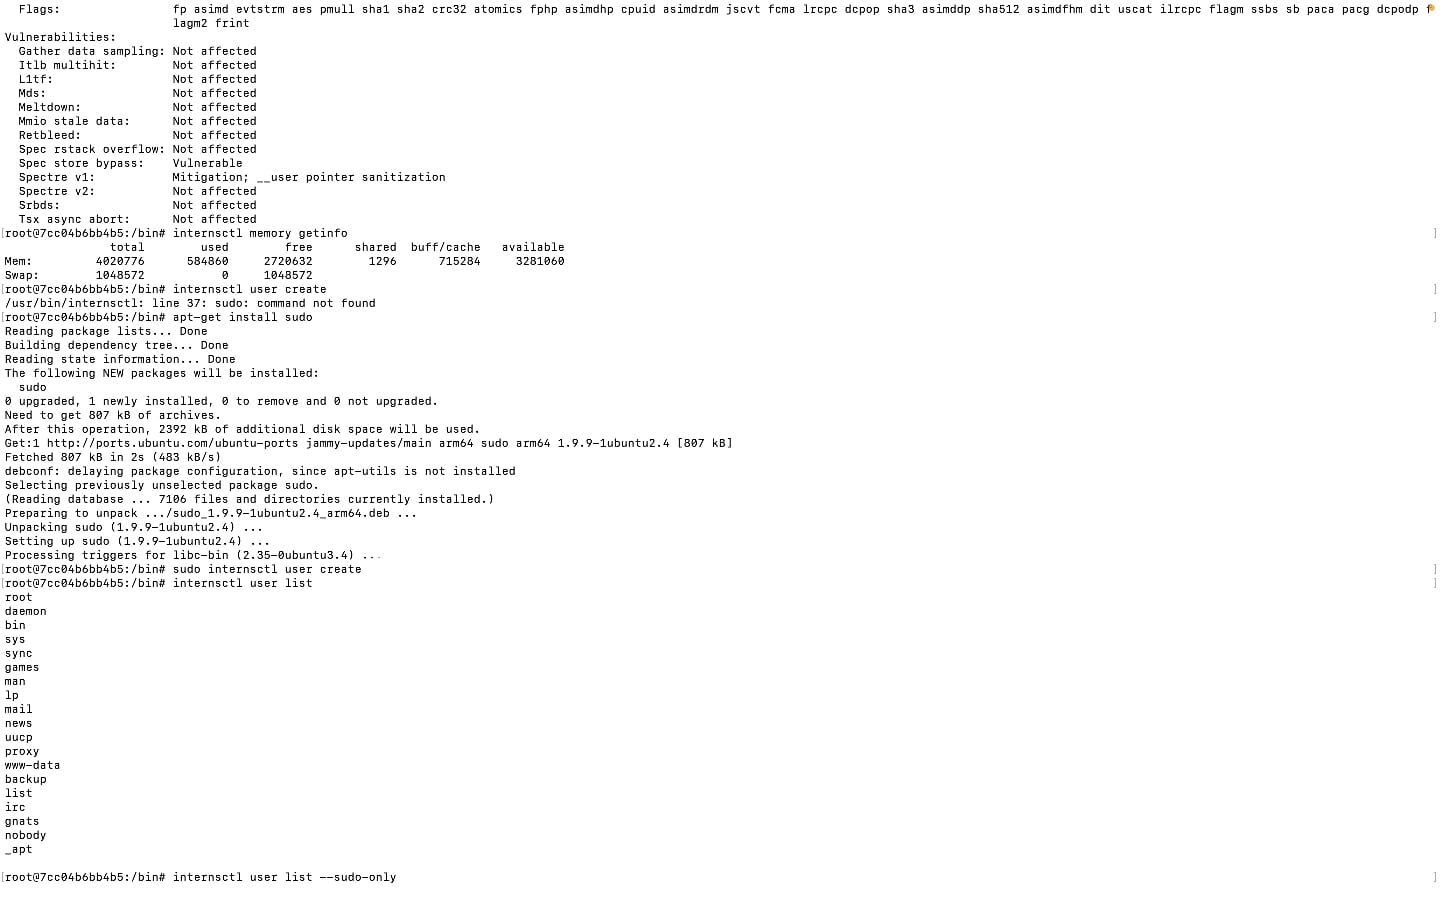 Flags: fp asimd evtstrm aes pmull sha1 sha2 crc32 atomics fphp asimdhp cpuid asimdrdm jscvt fcma lrcpc dcpop sha3 asimddp sha512 asimdfhm dit uscat ilrcpc flagm ssbs sb paca pacg dcpodp f
lagm2 frint
Vulnerabilities:
Gather data sampling: Not affected
Itlb multihit: Not affected
L1tf: Not affected
Mds: Not affected
Meltdown: Not affected
Mmio stale data: Not affected
Retbleed: Not affected
Spec rstack overflow: Not affected
Spec store bypass: Vulnerable
Spectre v1: Mitigation; __user pointer sanitization
Spectre v2: Not affected
Srbds: Not affected
Tsx async abort: Not affected
[root@7cc04b6bb4b5:/bin# internsctl memory getinfo ]
total used free shared buff/cache available
Mem: 4020776 584860 2720632 1296 715284 3281060
Swap: 1048572 0 1048572
[root@7cc04b6bb4b5:/bin# internsctl user create ]
/usr/bin/internsctl: line 37: sudo: command not found
[root@7cc04b6bb4b5:/bin# apt-get install sudo ]
Reading package lists... Done
Building dependency tree... Done
Reading state information... Done
The following NEW packages will be installed:
sudo
0 upgraded, 1 newly installed, 0 to remove and 0 not upgraded.
Need to get 807 kB of archives.
After this operation, 2392 kB of additional disk space will be used.
Get:1 http://ports.ubuntu.com/ubuntu-ports jammy-updates/main arm64 sudo arm64 1.9.9-1ubuntu2.4 [807 kB]
Fetched 807 kB in 2s (483 kB/s)
debconf: delaying package configuration, since apt-utils is not installed
Selecting previously unselected package sudo.
(Reading database ... 7106 files and directories currently installed.)
Preparing to unpack .../sudo_1.9.9-1ubuntu2.4_arm64.deb ...
Unpacking sudo (1.9.9-1ubuntu2.4) ...
Setting up sudo (1.9.9-1ubuntu2.4) ...
Processing triggers for libc-bin (2.35-0ubuntu3.4) ...
[root@7cc04b6bb4b5:/bin# sudo internsctl user create ]
[root@7cc04b6bb4b5:/bin# internsctl user list ]
root
daemon
bin
sys
sync
games
man
lp
mail
news
uucp
proxy
www-data
backup
list
irc
gnats
nobody
_apt
[root@7cc04b6bb4b5:/bin# internsctl user list --sudo-only ]